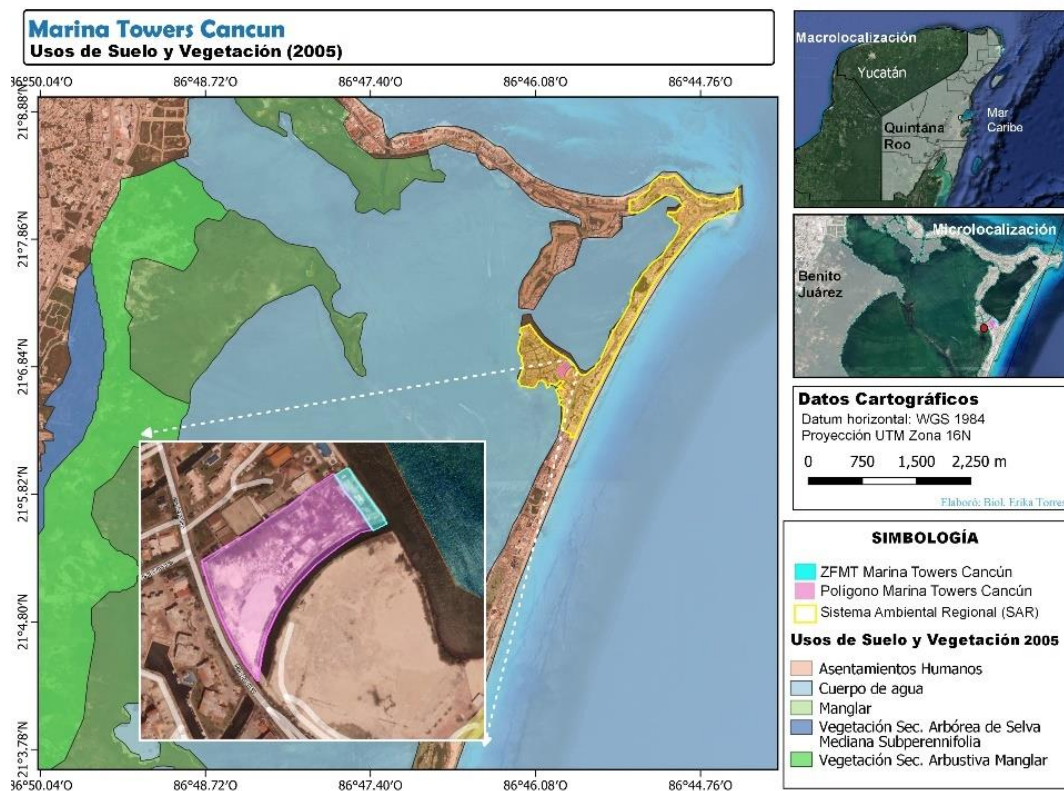 Marina Towers Cancun
Usos de Suelo y Vegetación (2005)
36°50.04'O 86°48.72'O 86°47.40'O 86°46.08'O 86°44.76'O
21°8.88'N
21°7.86'N
21°6.84'N
21°5.82'N
21°4.80'N
21°3.78'N
36°50.04'O 86°48.72'O 86°47.40'O 86°46.08'O 86°44.76'O
Macrolocalización
Yucatán
Mar
Caribe
Quintana
Roo
Microlocalización
Benito
Juárez
Datos Cartográficos
Datum horizontal: WGS 1984
Proyección UTM Zona 16N
0 750 1,500 2,250 m
Elaboró: Biol. Erika Torres
SIMBOLOGÍA
ZFMT Marina Towers Cancún
Polígono Marina Towers Cancún
Sistema Ambiental Regional (SAR)
Usos de Suelo y Vegetación 2005
Asentamientos Humanos
Cuerpo de agua
Manglar
Vegetación Sec. Arbórea de Selva
Mediana Subperennifolia
Vegetación Sec. Arbustiva Manglar